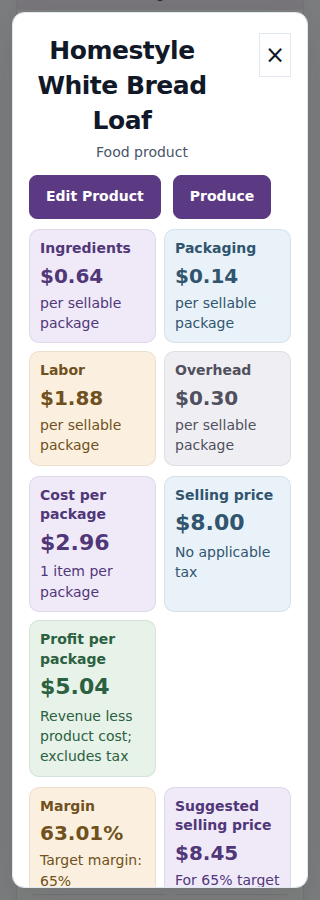 Homestyle
White Bread
Loaf
×
Food product
Edit Product
Produce
Ingredients
$0.64
per sellable
package
Packaging
$0.14
per sellable
package
Labor
$1.88
per sellable
package
Overhead
$0.30
per sellable
package
Cost per
package
$2.96
1 item per
package
Selling price
$8.00
No applicable
tax
Profit per
package
$5.04
Revenue less
product cost;
excludes tax
Margin
63.01%
Target margin:
65%
Suggested
selling price
$8.45
For 65% target